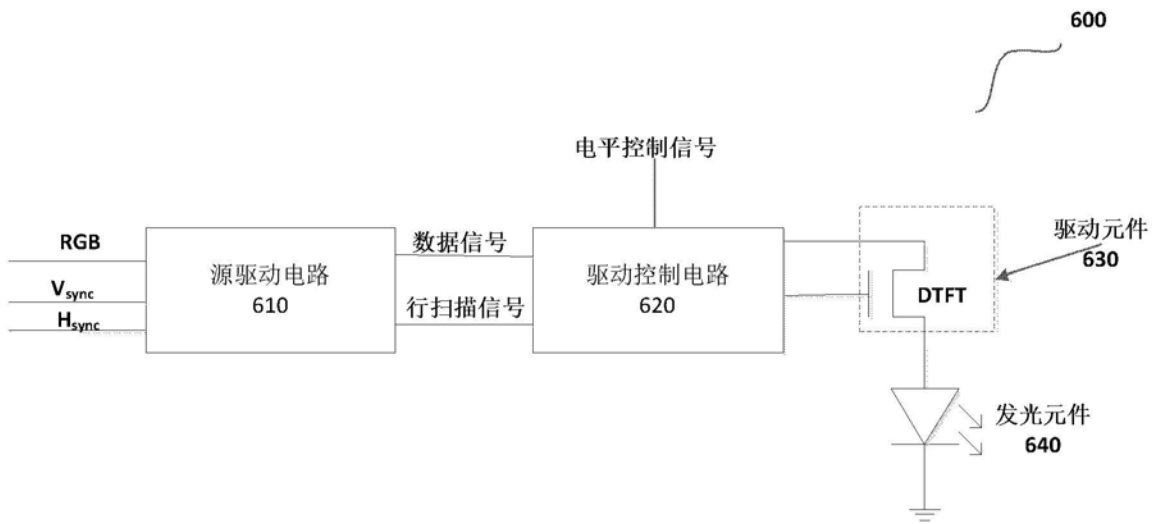 600
电平控制信号
RGB
Vsync
Hsync
源驱动电路
610
数据信号
行扫描信号
驱动控制电路
620
DTFT
驱动元件
630
发光元件
640